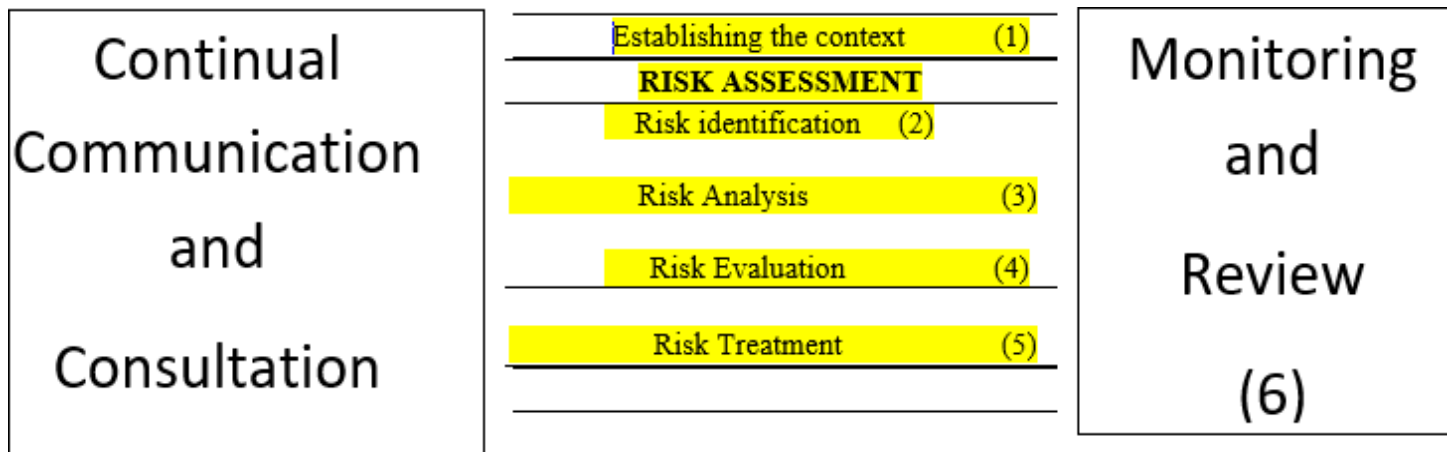 Continual
Communication
and
Consultation
Establishing the context (1)
RISK ASSESSMENT
Risk identification (2)
Risk Analysis (3)
Risk Evaluation (4)
Risk Treatment (5)
Monitoring
and
Review
(6)